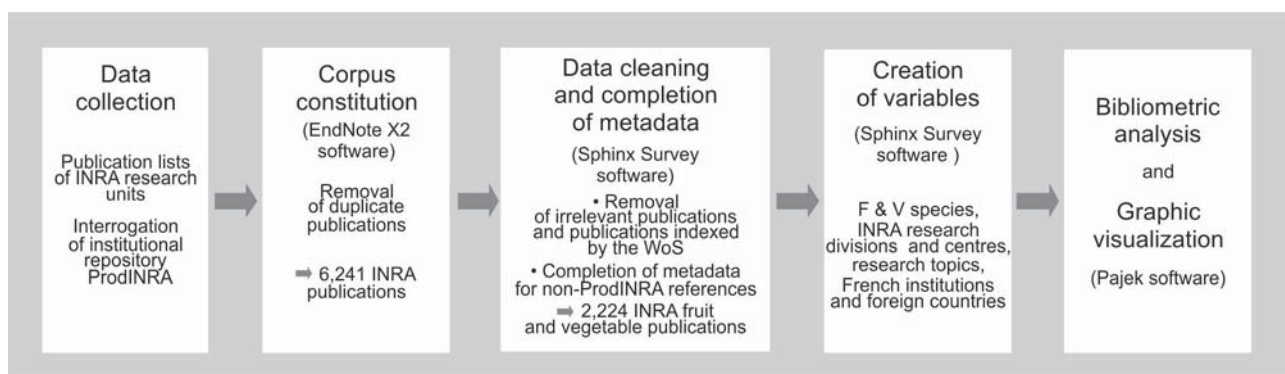 Data
collection
Publication lists
of INRA research
units
Interrogation
of institutional
repository
ProdINRA
Corpus
constitution
(EndNote X2
software)
Removal
of duplicate
publications
➡ 6,241 INRA
publications
Data cleaning
and completion
of metadata
(Sphinx Survey
software)
• Removal
of irrelevant publications
and publications indexed
by the WoS
• Completion of metadata
for non-ProdINRA references
➡ 2,224 INRA fruit
and vegetable publications
Creation
of variables
(Sphinx Survey
software )
F & V species,
INRA research
divisions and centres,
research topics,
French institutions
and foreign countries
Bibliometric
analysis
and
Graphic
visualization
(Pajek software)